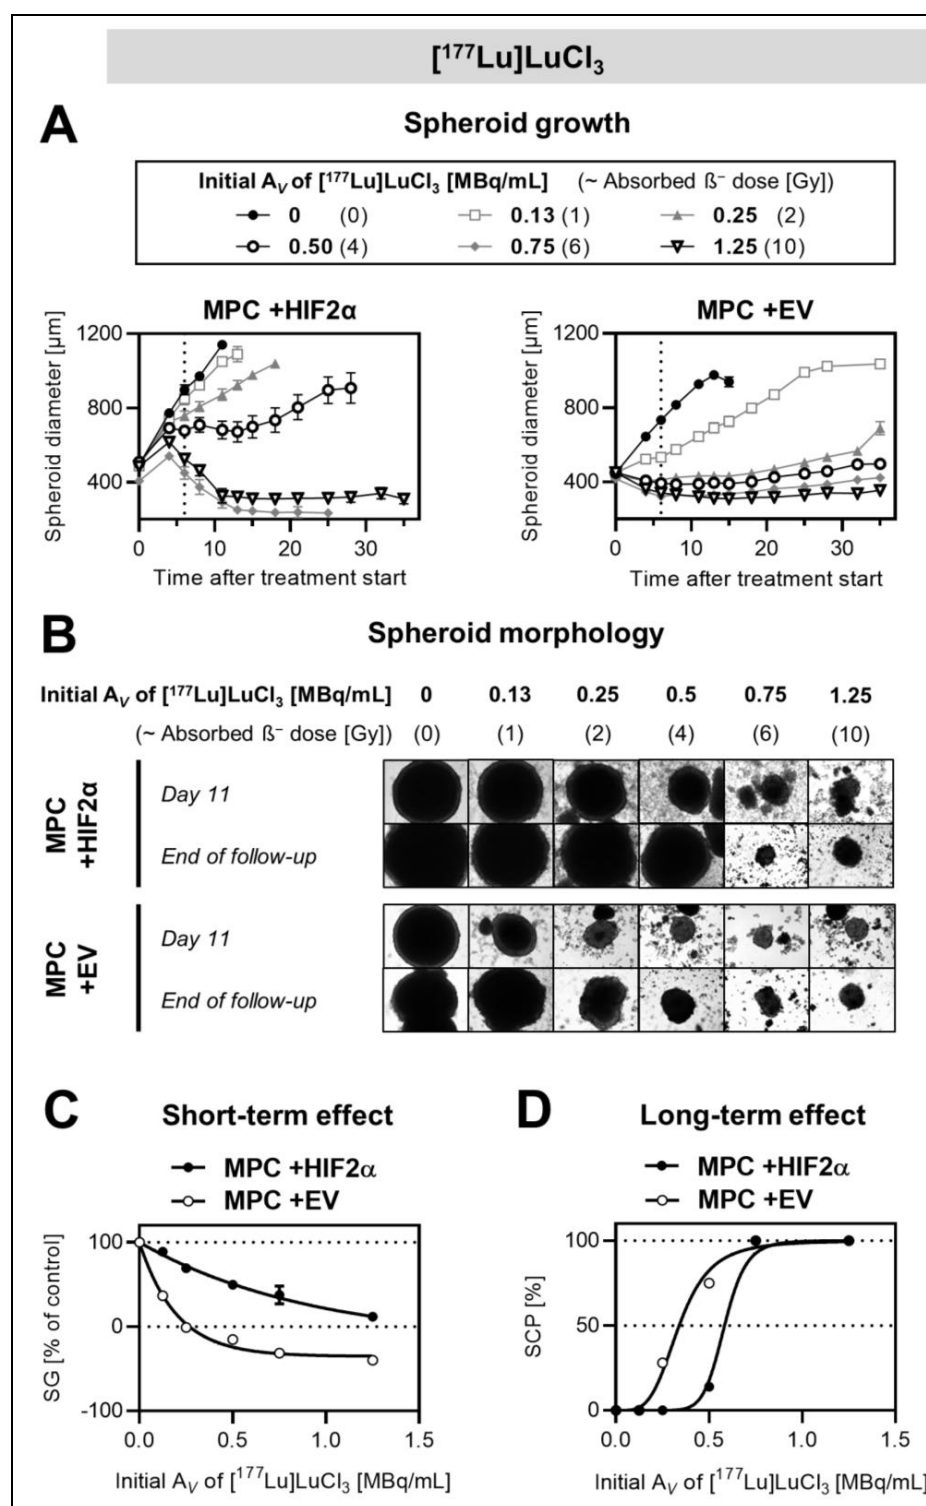 [¹⁷⁷Lu]LuCl₃
A
Spheroid growth
Initial Aᵥ of [¹⁷⁷Lu]LuCl₃ [MBq/mL] (~ Absorbed ß⁻ dose [Gy])
0 (0) 0.13 (1) 0.25 (2)
0.50 (4) 0.75 (6) 1.25 (10)
MPC +HIF2α MPC +EV
Spheroid diameter [µm]
1200
800
400
0 10 20 30
Time after treatment start
Spheroid diameter [µm]
1200
800
400
0 10 20 30
Time after treatment start
B
Spheroid morphology
Initial Aᵥ of [¹⁷⁷Lu]LuCl₃ [MBq/mL] 0 0.13 0.25 0.5 0.75 1.25
(~ Absorbed ß⁻ dose [Gy]) (0) (1) (2) (4) (6) (10)
MPC
+HIF2α
Day 11
End of follow-up
MPC
+EV
Day 11
End of follow-up
C
Short-term effect
MPC +HIF2α
MPC +EV
SG [% of control]
100
0
-100
0.0 0.5 1.0 1.5
Initial Aᵥ of [¹⁷⁷Lu]LuCl₃ [MBq/mL]
D
Long-term effect
MPC +HIF2α
MPC +EV
SCP [%]
100
50
0
0.0 0.5 1.0 1.5
Initial Aᵥ of [¹⁷⁷Lu]LuCl₃ [MBq/mL]